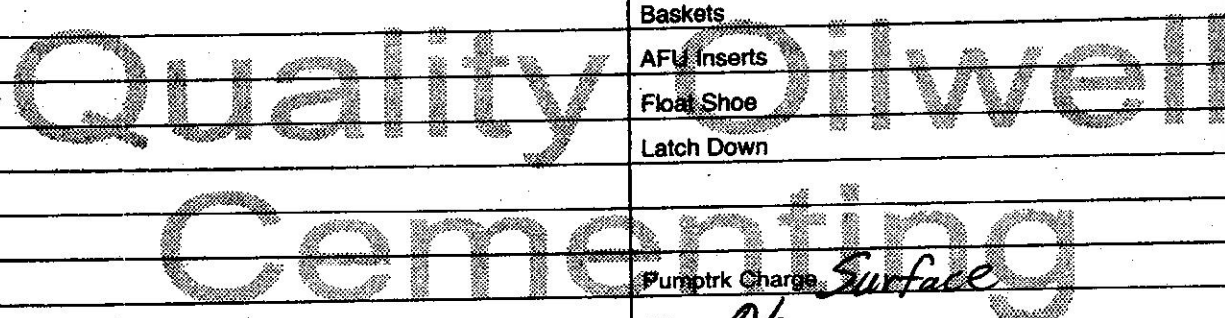 Baskets
Quality Oilwell
AFU Inserts
Float Shoe
Latch Down
Cementing
Pumptrk Charge Surface